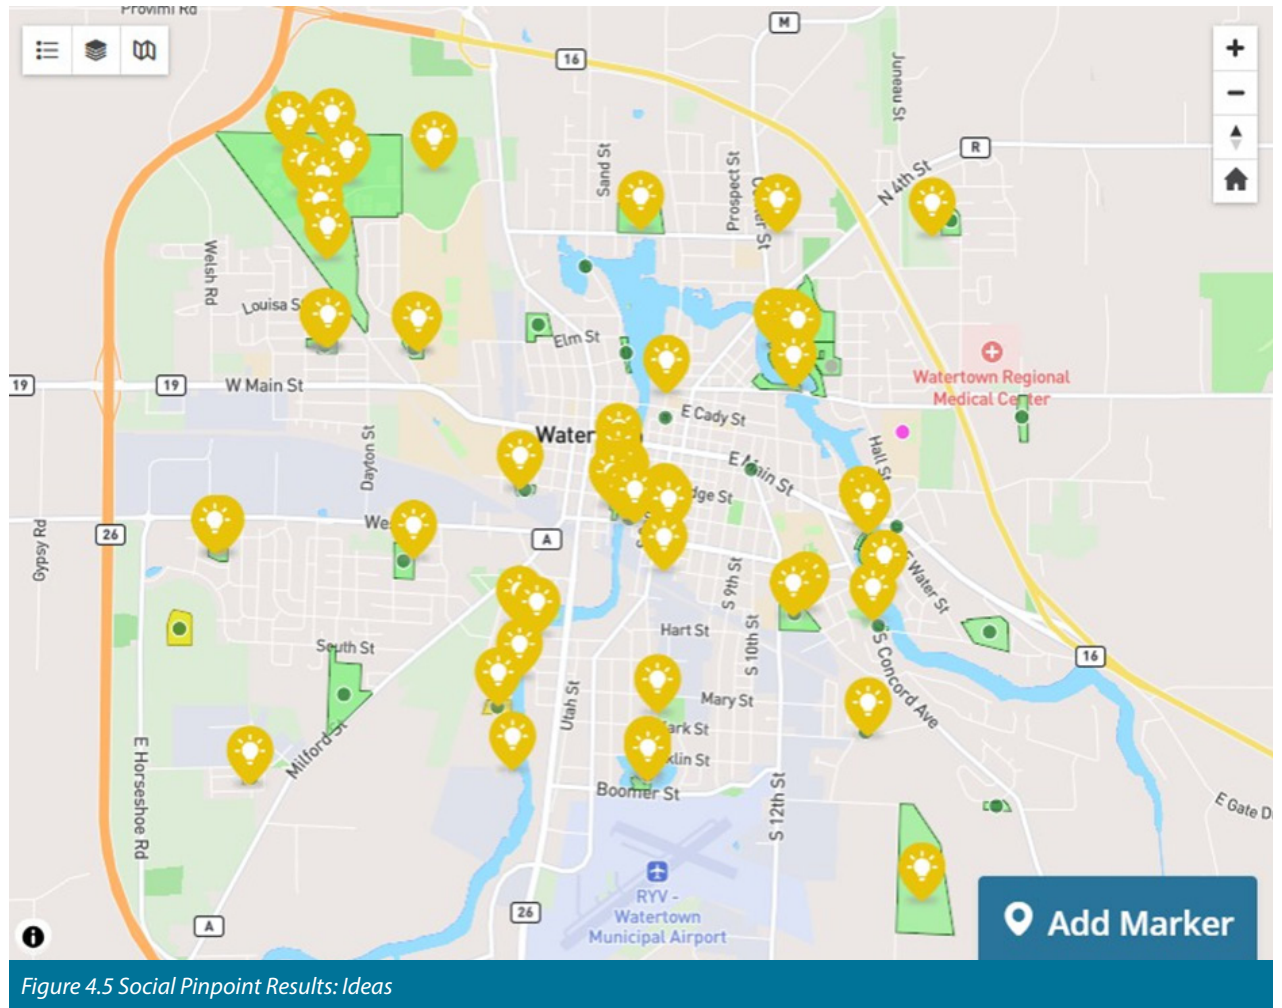 Provimi Rd
M
16
Juneau St
R
Sand St
Prospect St
N 4th St
Welsh Rd
Louisa S
Elm St
19
19
W Main St
Watertown Regional
Medical Center
E Cady St
Water
E Main St
Hall St
Dayton St
dge St
We
A
26
Gypsy Rd
S 9th St
E Water St
Hart St
S 10th St
South St
16
S Concord Ave
Utah St
Mary St
ark St
klin St
Milford St
E Horseshoe Rd
Boomer St
S 12th St
E Gate D
RYV -
Watertown
Municipal Airport
26
A
Add Marker
Figure 4.5 Social Pinpoint Results: Ideas